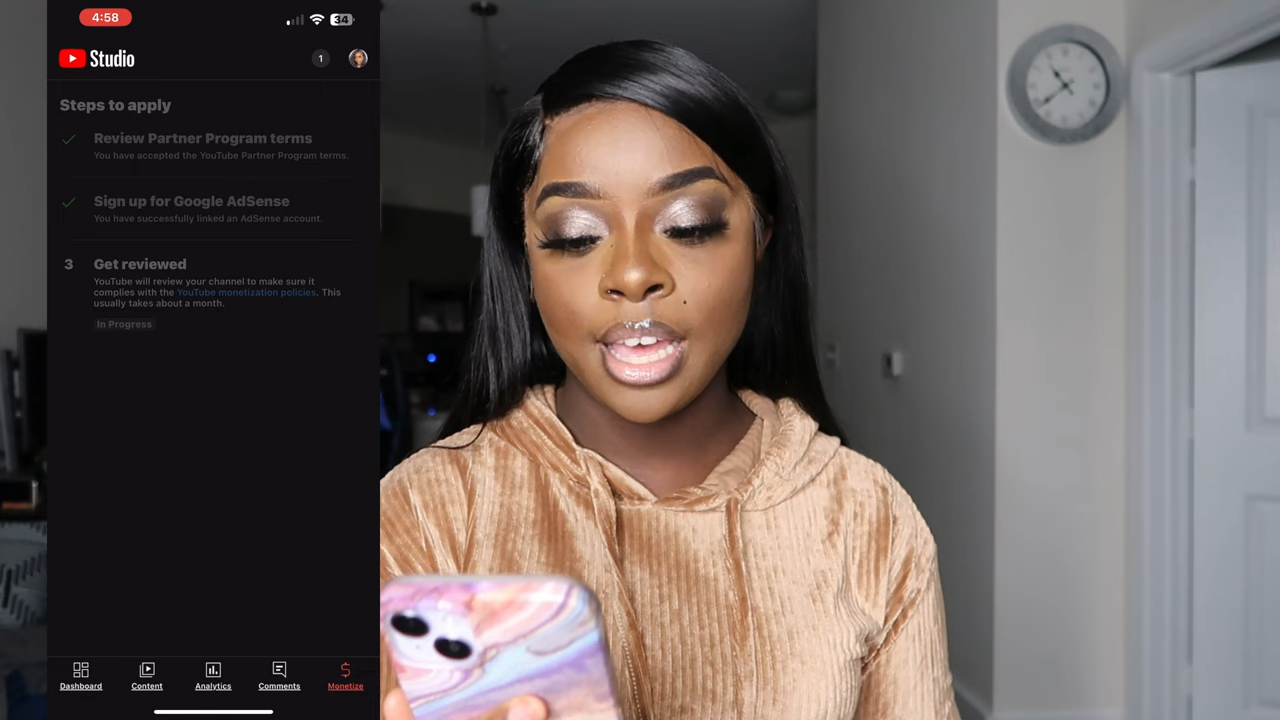 4:58
34
Studio
1
Steps to apply
Review Partner Program terms
You have accepted the YouTube Partner Program terms.
Sign up for Google AdSense
You have successfully linked an AdSense account.
3 Get reviewed
YouTube will review your channel to make sure it
complies with the YouTube monetization policies. This
usually takes about a month.
In Progress
Dashboard Content Analytics Comments Monetize